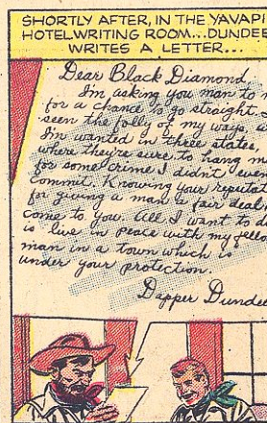 SHORTLY AFTER, IN THE YAVAPI
HOTEL WRITING ROOM...DUNDEE
WRITES A LETTER...
Dear Black Diamond,
I'm asking you man to m
for a chance to go straight. I
seen the folly of my ways, a
I'm wanted in three states,
where they're sure to hang m
for some crime I didn't even
commit. Knowing your reputat
for giving a man a fair deal
come to you. All I want to d
is live in peace with my fello
man in a town which is
under your protection.
Dapper Dundee